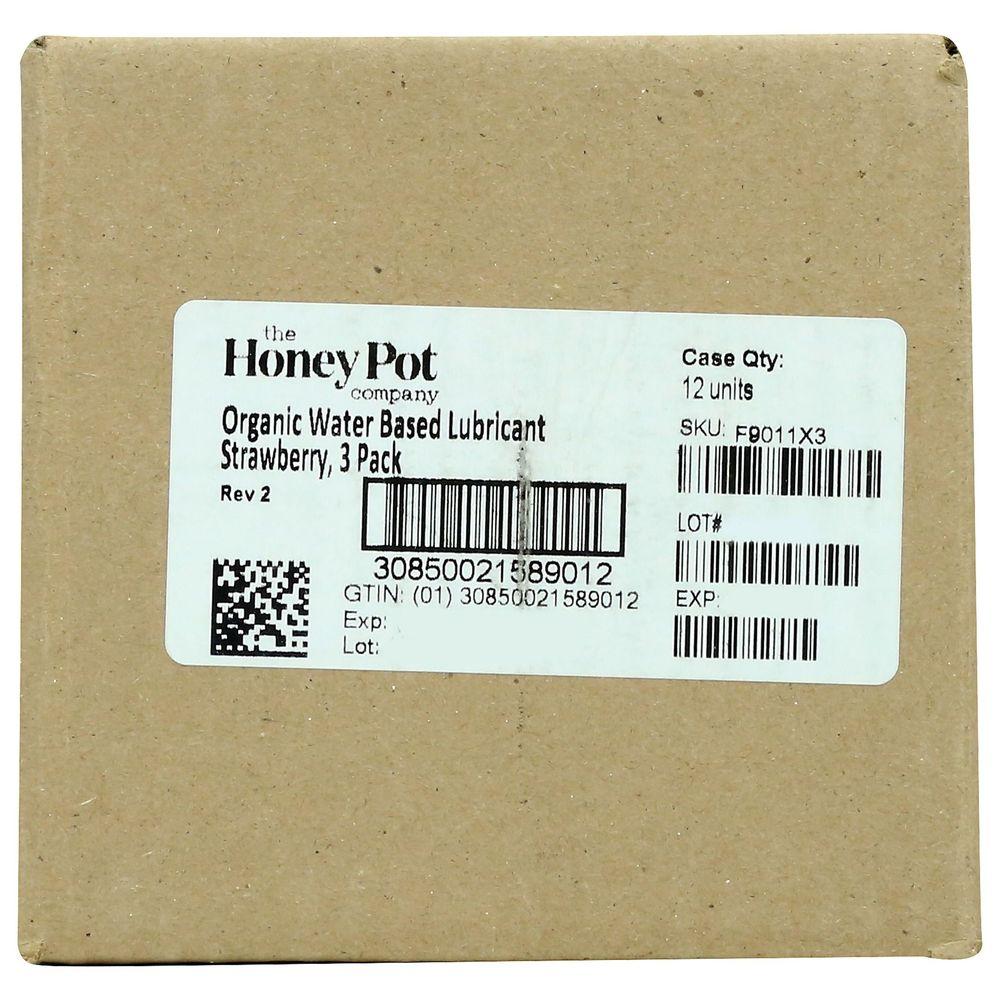 the
Honey Pot
company
Organic Water Based Lubricant
Strawberry, 3 Pack
Rev 2
30850021589012
GTIN: (01) 30850021589012
Exp:
Lot:
Case Qty:
12 units
SKU: F9011X3
LOT#
EXP: